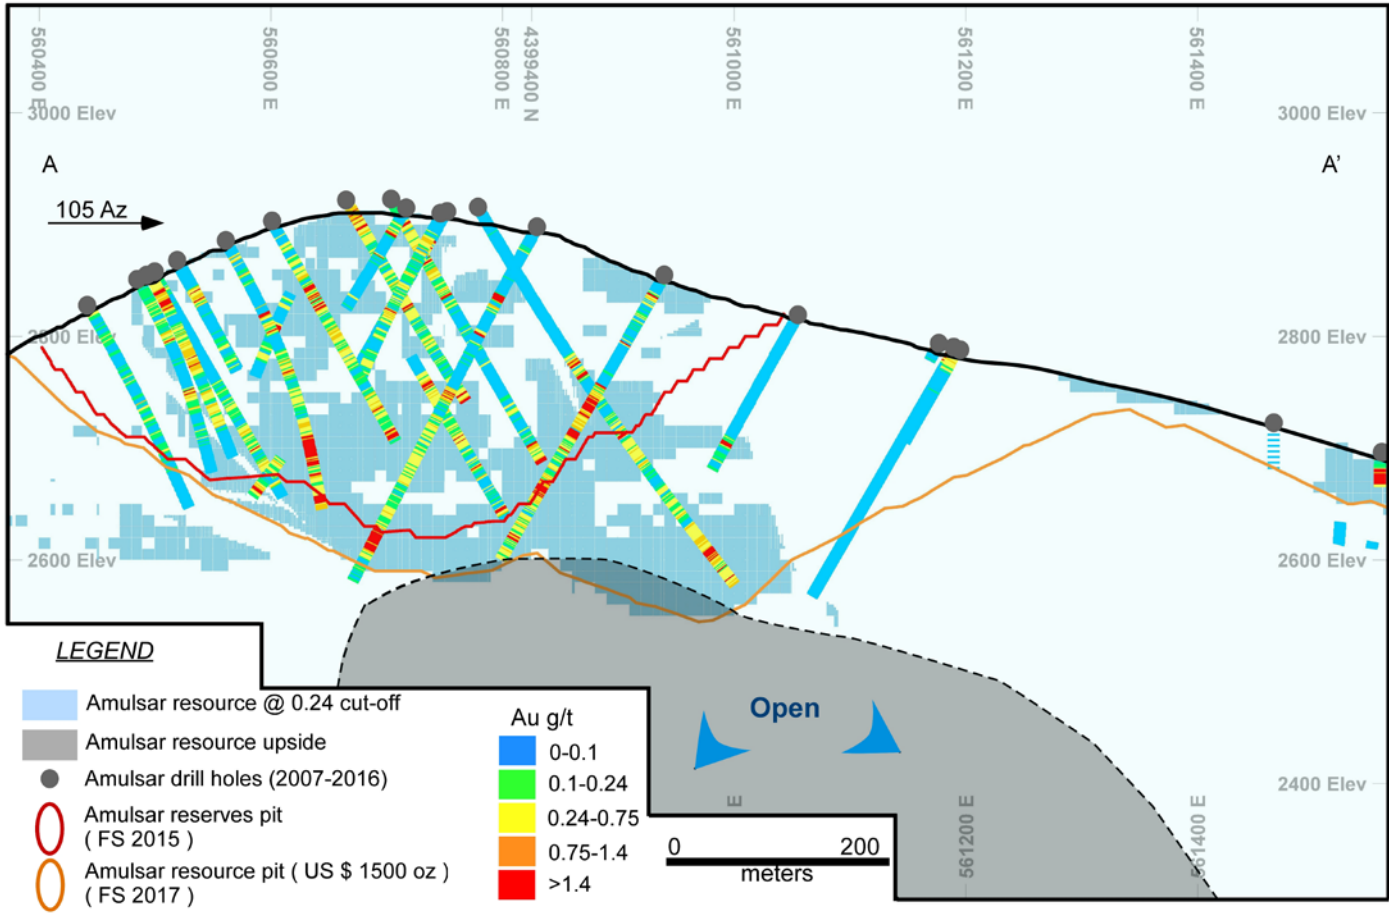 560400 E
560600 E
560800 E
4399400 N
561000 E
561200 E
561400 E
3000 Elev
3000 Elev
A
A'
105 Az
2800 Elev
2800 Elev
2600 Elev
2600 Elev
LEGEND
Amulsar resource @ 0.24 cut-off
Amulsar resource upside
Amulsar drill holes (2007-2016)
Amulsar reserves pit
( FS 2015 )
Amulsar resource pit ( US $ 1500 oz )
( FS 2017 )
Au g/t
0-0.1
0.1-0.24
0.24-0.75
0.75-1.4
>1.4
Open
2400 Elev
E
561200 E
561400 E
0 200
meters